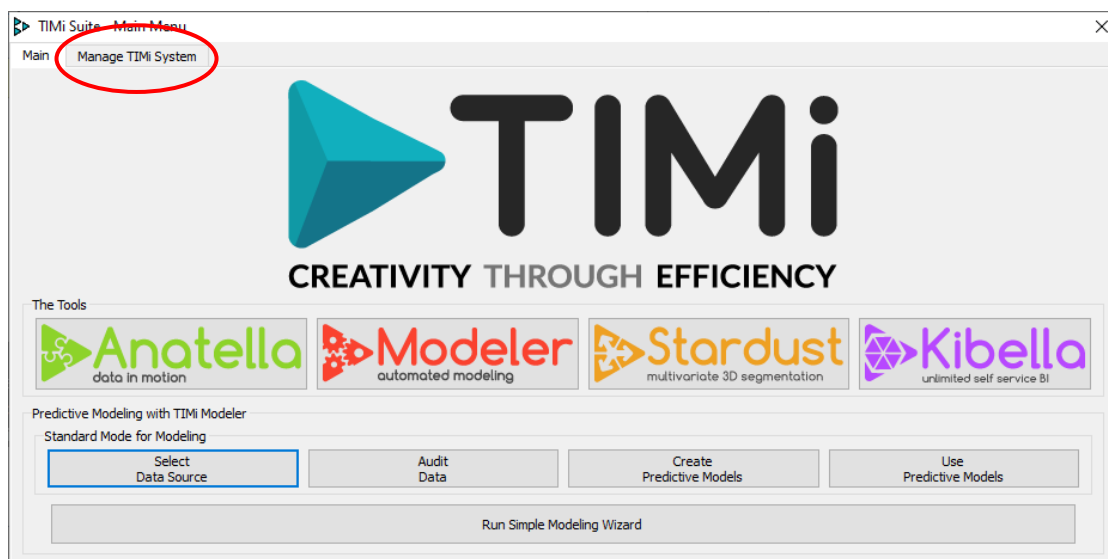 TIMi Suite - Main Menu
Main Manage TIMi System
TIMi
CREATIVITY THROUGH EFFICIENCY
The Tools
Anatella Modeler Stardust Kibella
data in motion automated modeling multivariate 3D segmentation unlimited self service BI
Predictive Modeling with TIMi Modeler
Standard Mode for Modeling
Select Audit Create Use
Data Source Data Predictive Models Predictive Models
Run Simple Modeling Wizard